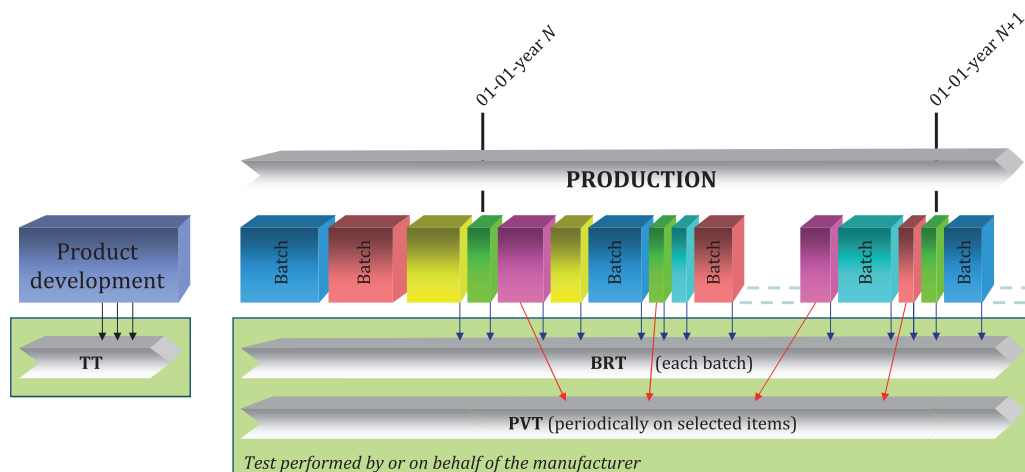 01-01-year N
01-01-year N+1
PRODUCTION
Product
development
Batch
Batch
Batch
Batch
Batch
Batch
TT
BRT (each batch)
PVT (periodically on selected items)
Test performed by or on behalf of the manufacturer